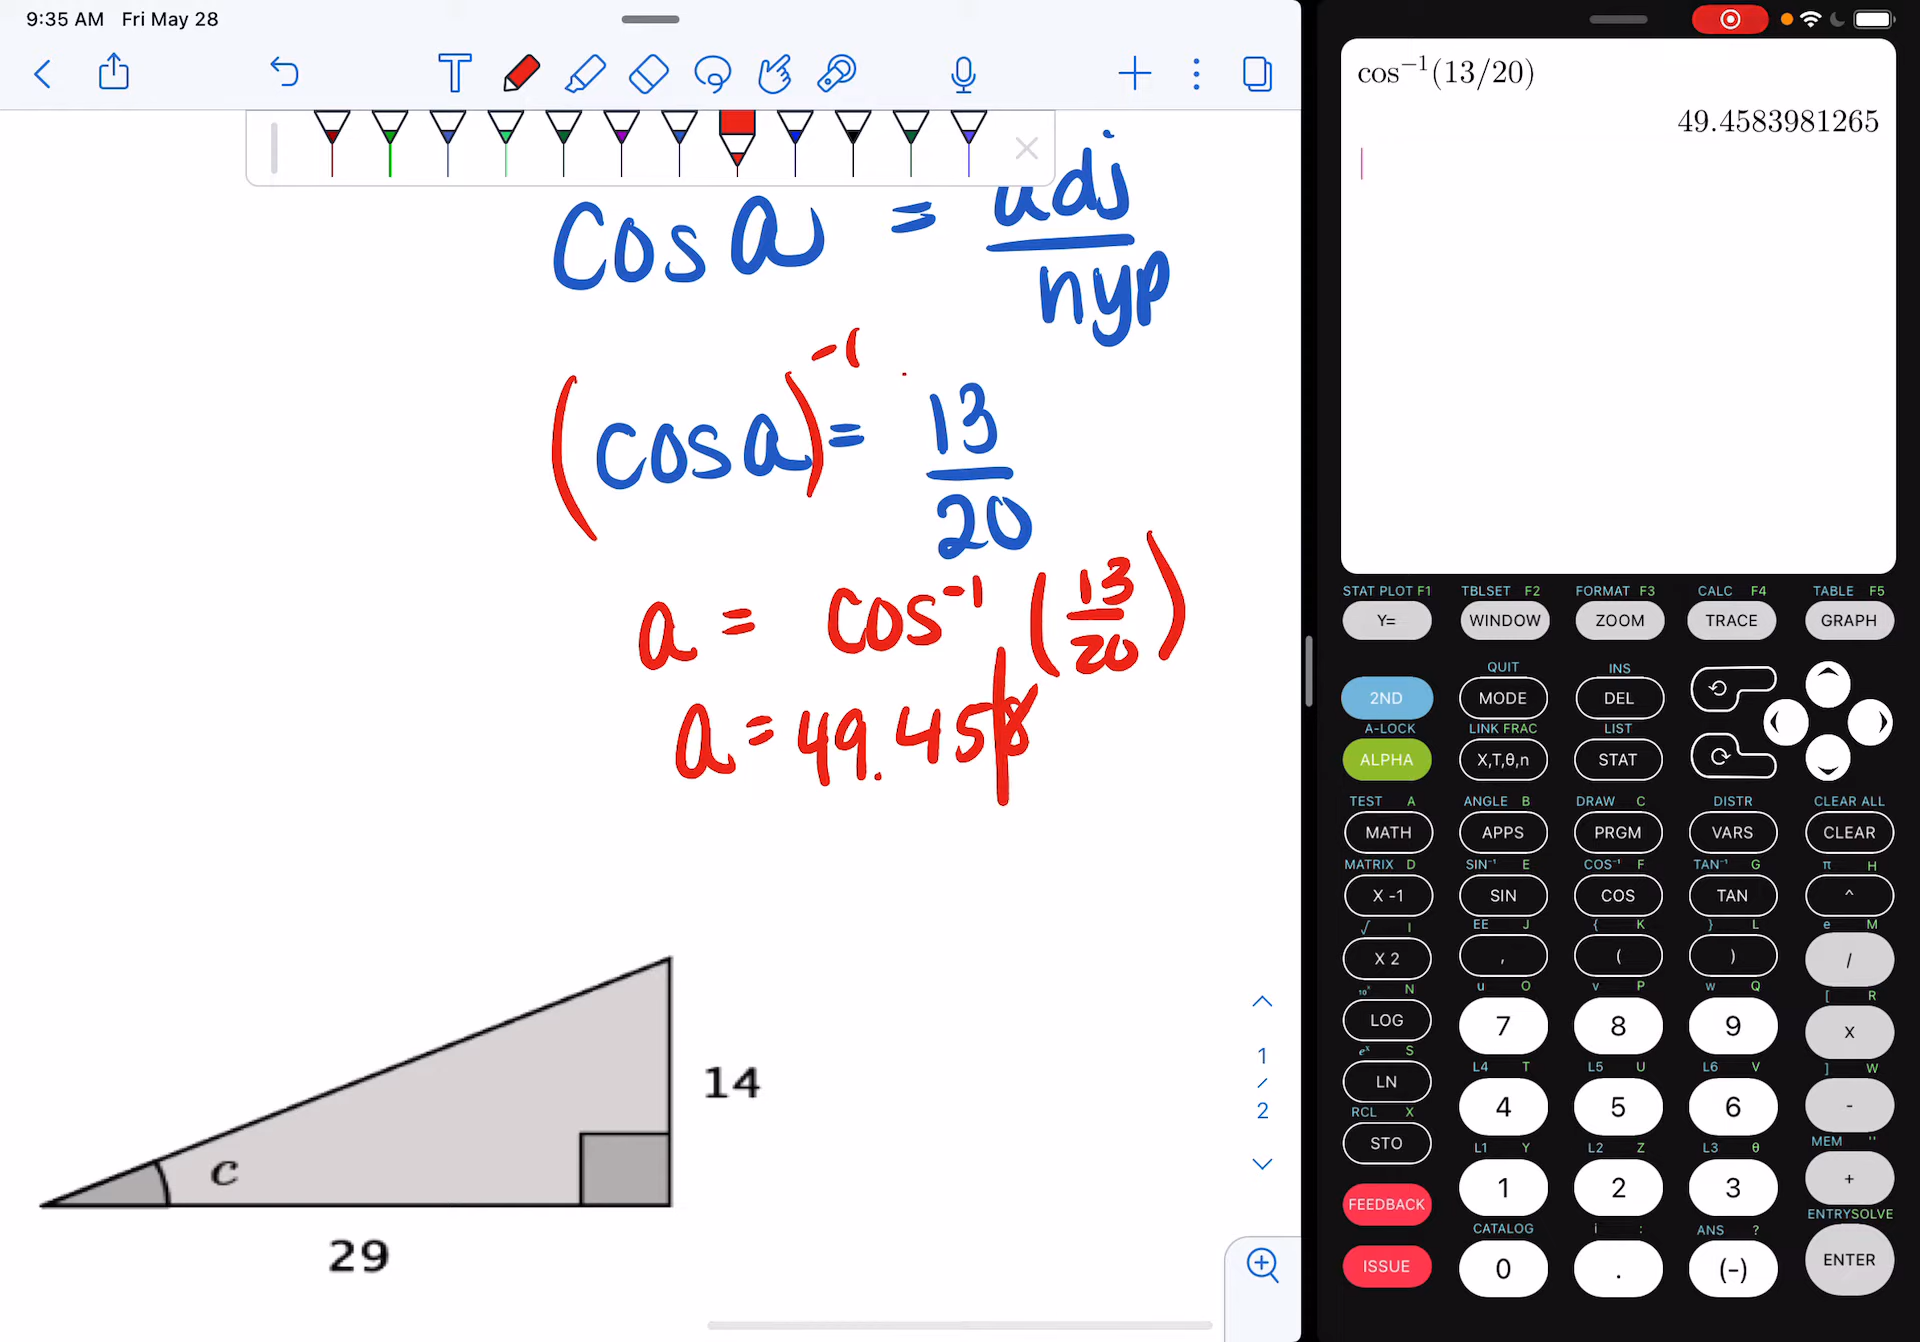 9:35 AM Fri May 28
cos a = adj
hyp
(cos a)⁻¹ = 13
20
a = cos⁻¹ (13/20)
a = 49.458
14
c
29
1
/
2
cos⁻¹(13/20)
49.4583981265
STAT PLOT F1 TBLSET F2 FORMAT F3 CALC F4 TABLE F5
Y= WINDOW ZOOM TRACE GRAPH
QUIT INS
2ND MODE DEL
A-LOCK LINK FRAC LIST
ALPHA X,T,θ,n STAT
TEST A ANGLE B DRAW C DISTR CLEAR ALL
MATH APPS PRGM VARS CLEAR
MATRIX D SIN⁻¹ E COS⁻¹ F TAN⁻¹ G π H
X -1 SIN COS TAN ^
√ I EE J { K } L e M
X 2 , ( ) /
10ˣ N u O v P w Q [ R
LOG 7 8 9 x
eˣ S L4 T L5 U L6 V ] W
LN 4 5 6 -
RCL X L1 Y L2 Z L3 θ MEM "
STO 1 2 3 +
FEEDBACK CATALOG i : ANS ? ENTRY SOLVE
ISSUE 0 . (-) ENTER